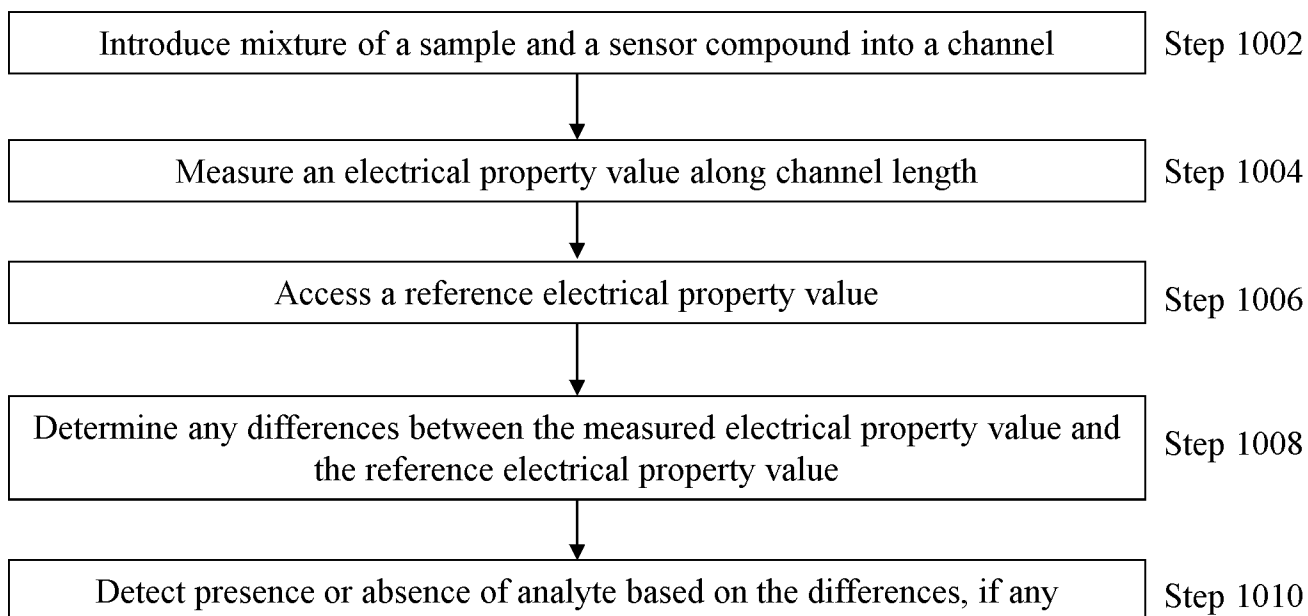 Introduce mixture of a sample and a sensor compound into a channel Step 1002
Measure an electrical property value along channel length Step 1004
Access a reference electrical property value Step 1006
Determine any differences between the measured electrical property value and
the reference electrical property value Step 1008
Detect presence or absence of analyte based on the differences, if any Step 1010